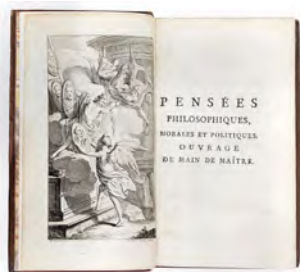 PENSÉES
PHILOSOPHIQUES,
MORALES ET POLITIQUES.
OUVRAGE
DE MAIN DE MAÎTRE.